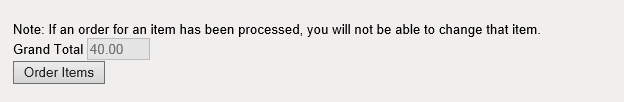 Note: If an order for an item has been processed, you will not be able to change that item.
Grand Total 40.00
Order Items